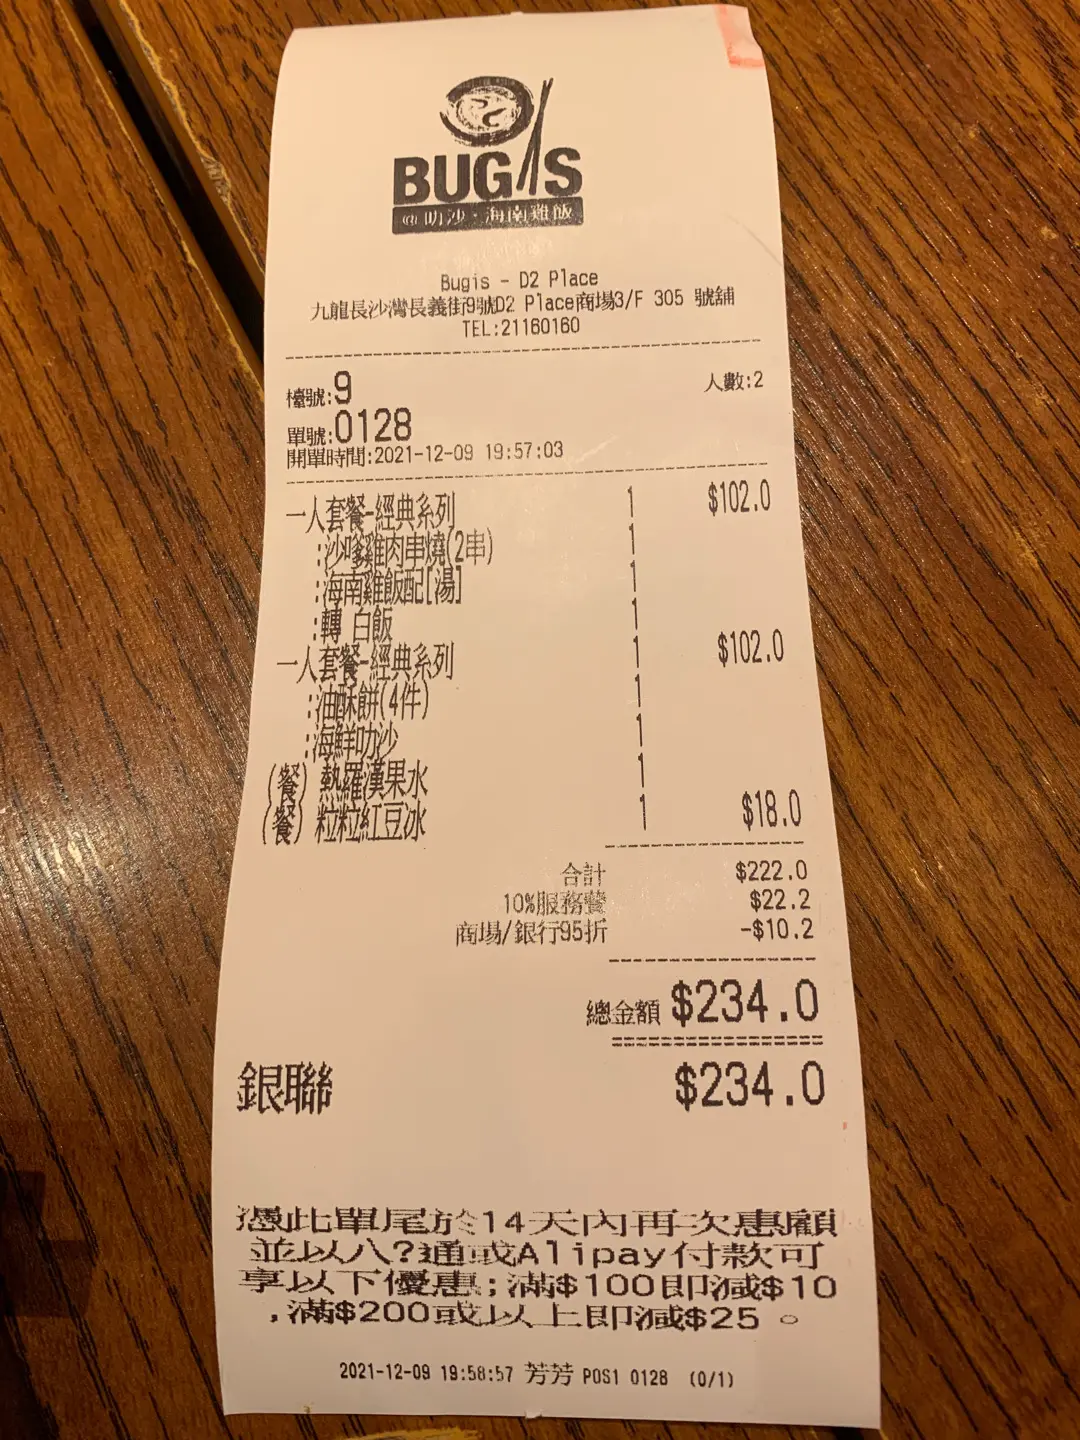 BUGIS
@叻沙·海南雞飯
Bugis - D2 Place
九龍長沙灣長義街9號D2 Place商場3/F 305 號舖
TEL:21160160
檯號:9 人數:2
單號:0128
開單時間:2021-12-09 19:57:03
一人套餐-經典系列 1 $102.0
:沙嗲雞肉串燒(2串) 1
:海南雞飯配[湯] 1
:轉 白飯 1
一人套餐-經典系列 1 $102.0
:油酥餅(4件) 1
:海鮮叻沙 1
(餐) 熱羅漢果水 1
(餐) 粒粒紅豆冰 1 $18.0
合計 $222.0
10%服務費 $22.2
商場/銀行95折 -$10.2
總金額 $234.0
銀聯 $234.0
憑此單尾於14天內再次惠顧
並以八?通或Alipay付款可
享以下優惠;滿$100即減$10
,滿$200或以上即減$25。
2021-12-09 19:58:57 芳芳 POS1 0128 (0/1)